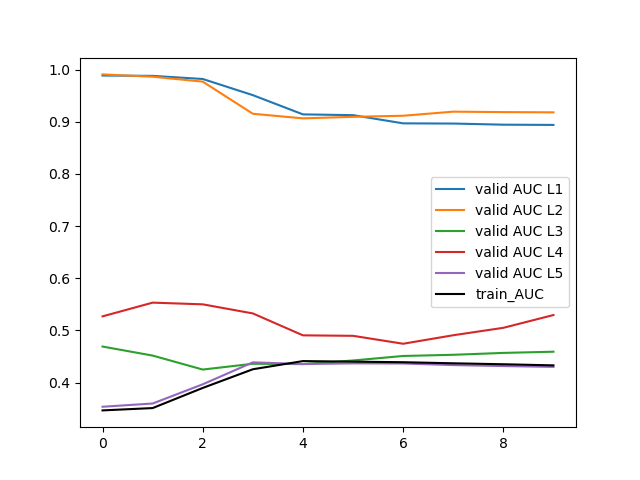 1.0
0.9
0.8
0.7
0.6
0.5
0.4
valid AUC L1
valid AUC L2
valid AUC L3
valid AUC L4
valid AUC L5
train_AUC
0 2 4 6 8